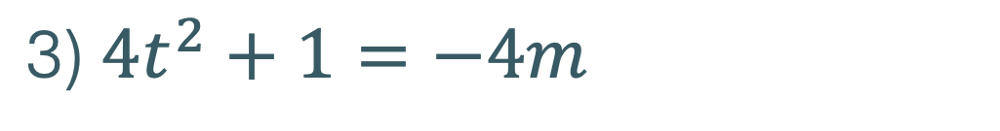 3) 4t² + 1 = −4m